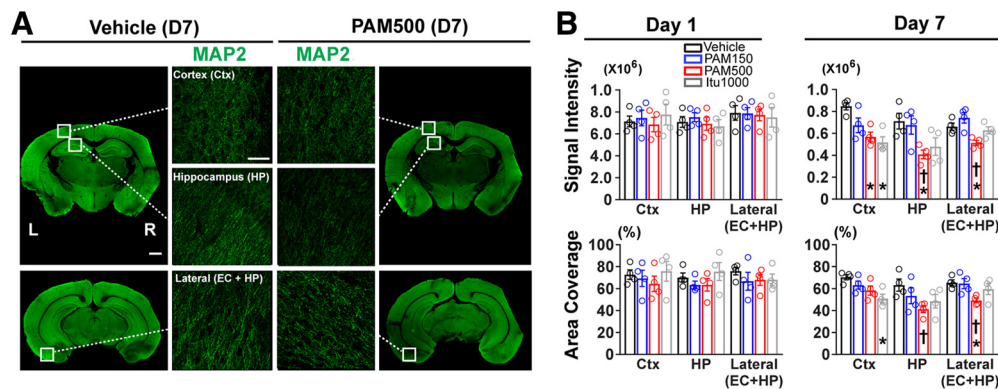 A
Vehicle (D7)
PAM500 (D7)
MAP2
MAP2
Cortex (Ctx)
Hippocampus (HP)
L
R
Lateral (EC + HP)
B
Day 1
Day 7
Vehicle
PAM150
PAM500
Itu1000
Signal Intensity
(X10⁶)
10
8.0
6.0
4.0
2.0
0
Ctx
HP
Lateral
(EC+HP)
(X10⁶)
1.0
0.8
0.6
0.4
0.2
0
* *
†
*
†
*
Ctx
HP
Lateral
(EC+HP)
Area Coverage
(%)
100
80
60
40
20
0
Ctx
HP
Lateral
(EC+HP)
(%)
100
80
60
40
20
0
*
†
†
*
Ctx
HP
Lateral
(EC+HP)